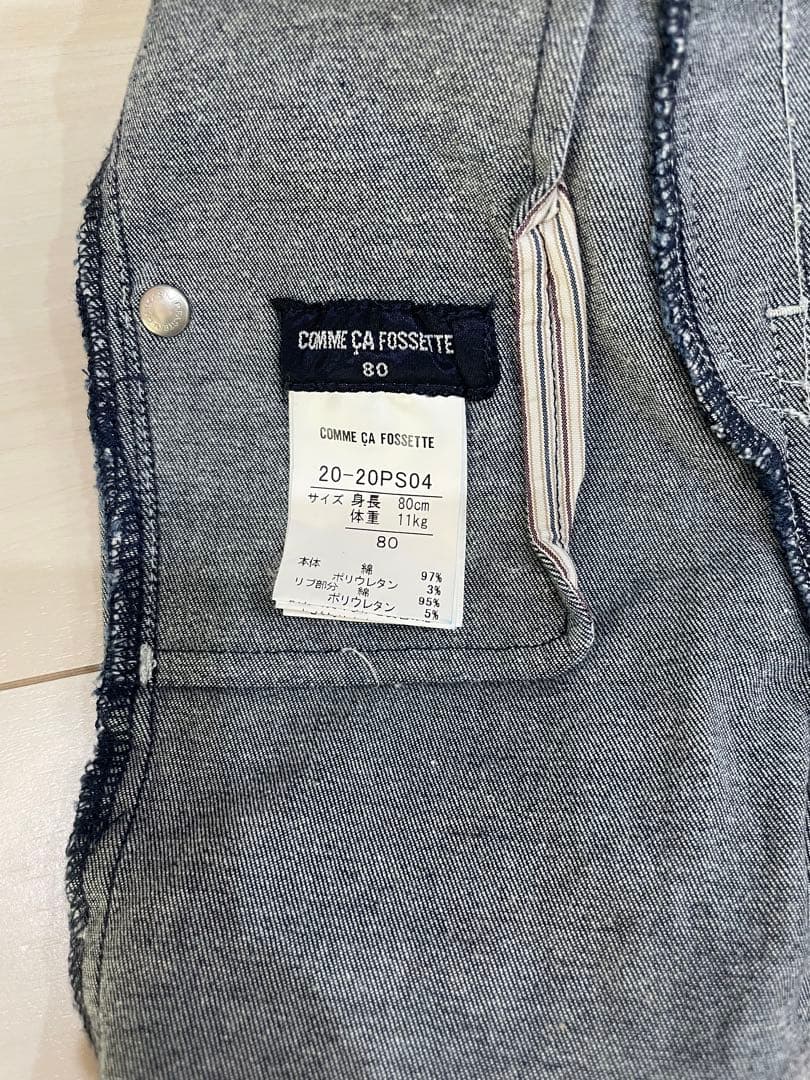 COMME ÇA FOSSETTE
80
COMME ÇA FOSSETTE
20-20PS04
サイズ 身長 80cm
体重 11kg
80
本体 綿 97%
ポリウレタン 3%
リブ部分 綿 95%
ポリウレタン 5%